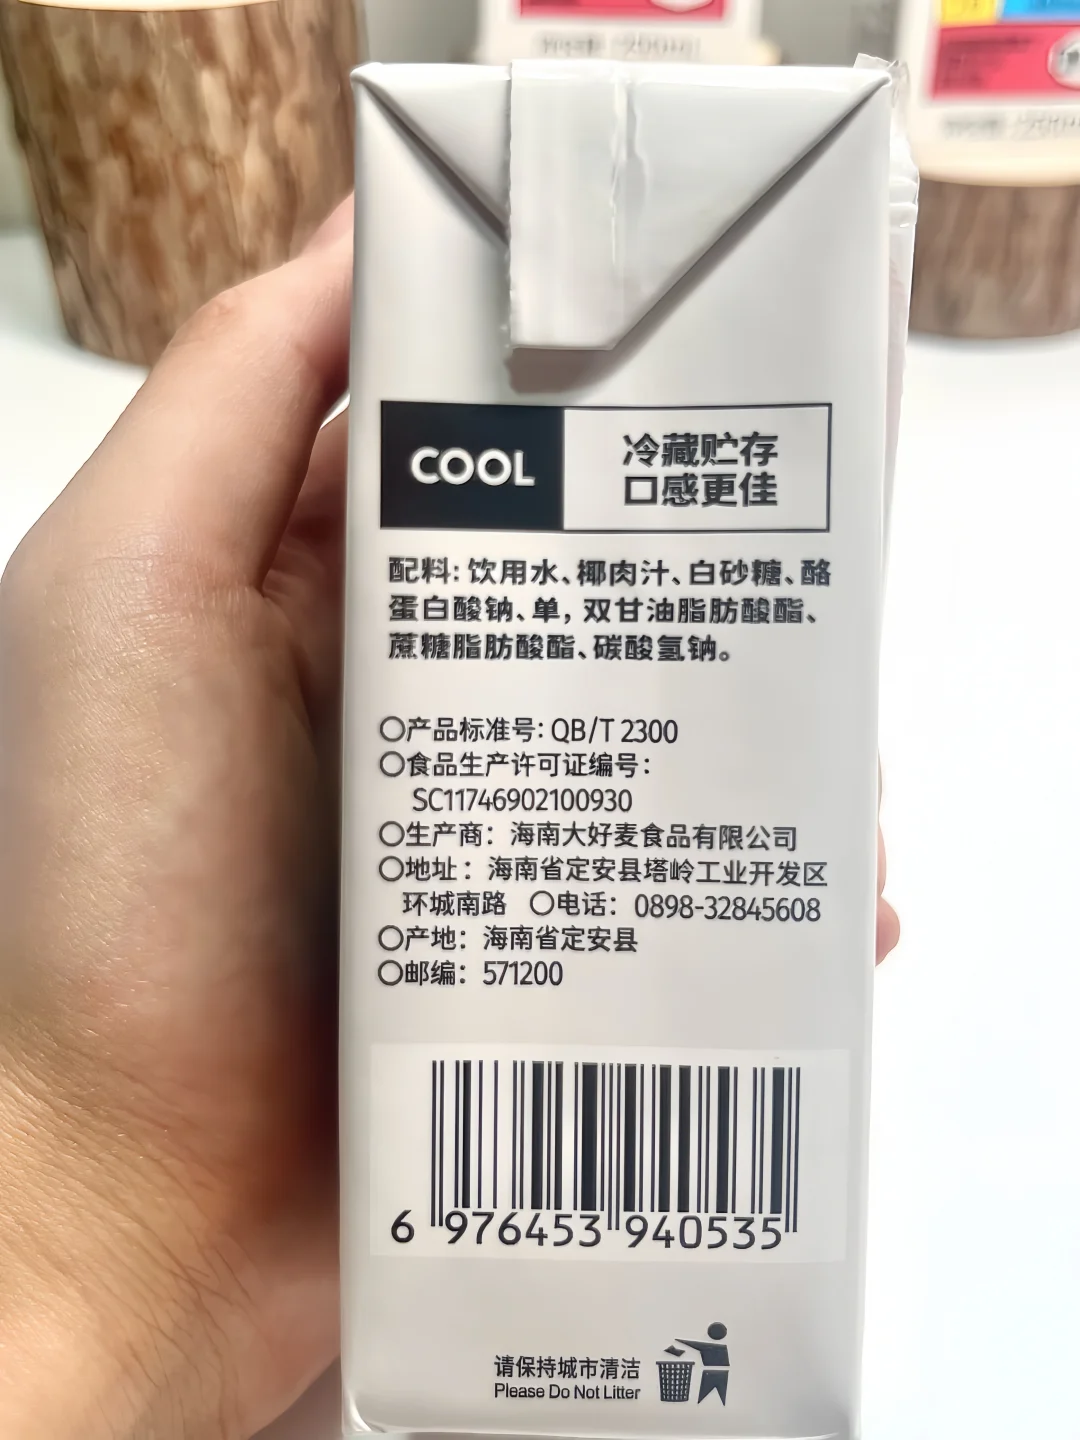 COOL
冷藏贮存
口感更佳
配料：饮用水、椰肉汁、白砂糖、酪
蛋白酸钠、单，双甘油脂肪酸酯、
蔗糖脂肪酸酯、碳酸氢钠。
○产品标准号：QB/T 2300
○食品生产许可证编号：
SC11746902100930
○生产商：海南大好麦食品有限公司
○地址：海南省定安县塔岭工业开发区
环城南路 ○电话：0898-32845608
○产地：海南省定安县
○邮编：571200
6 976453 940535
请保持城市清洁
Please Do Not Litter